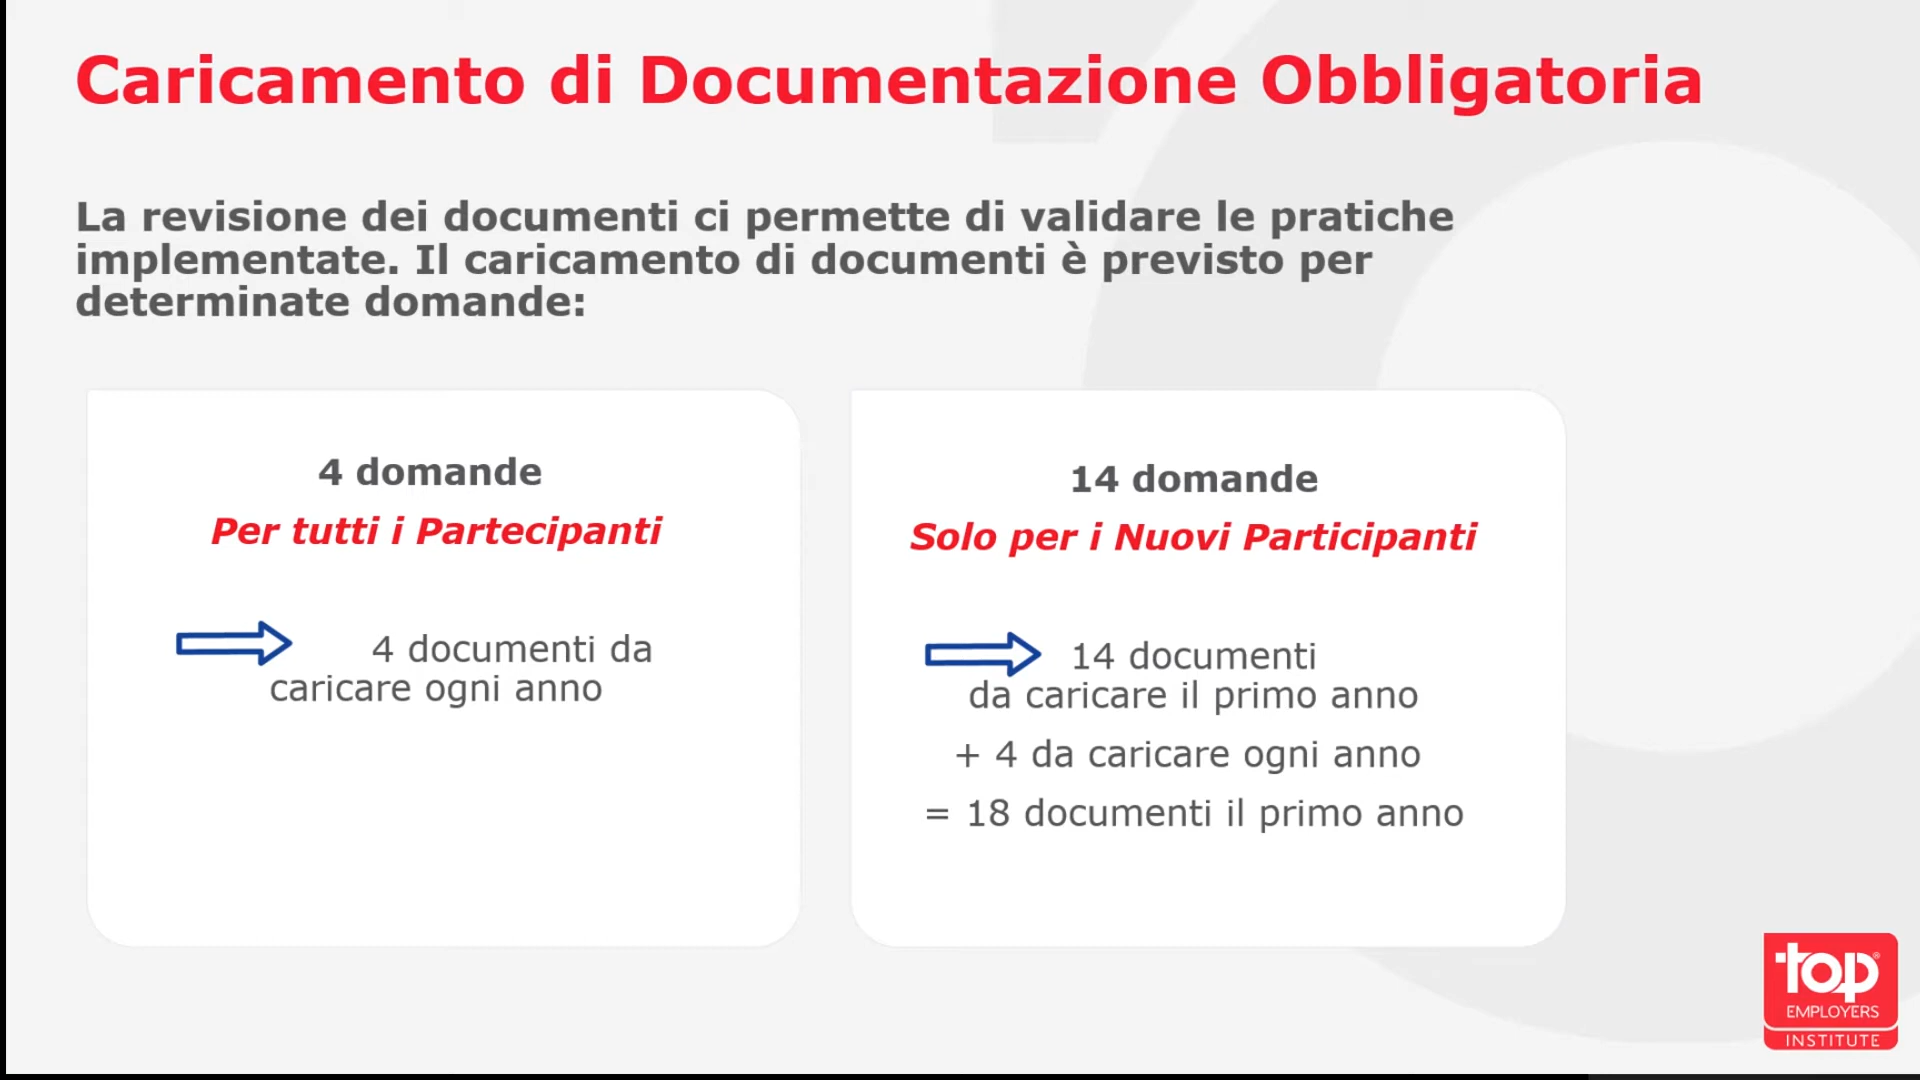 Caricamento di Documentazione Obbligatoria
La revisione dei documenti ci permette di validare le pratiche
implementate. Il caricamento di documenti è previsto per
determinate domande:
4 domande
Per tutti i Partecipanti
4 documenti da
caricare ogni anno
14 domande
Solo per i Nuovi Participanti
14 documenti
da caricare il primo anno
+ 4 da caricare ogni anno
= 18 documenti il primo anno
top®
EMPLOYERS
INSTITUTE